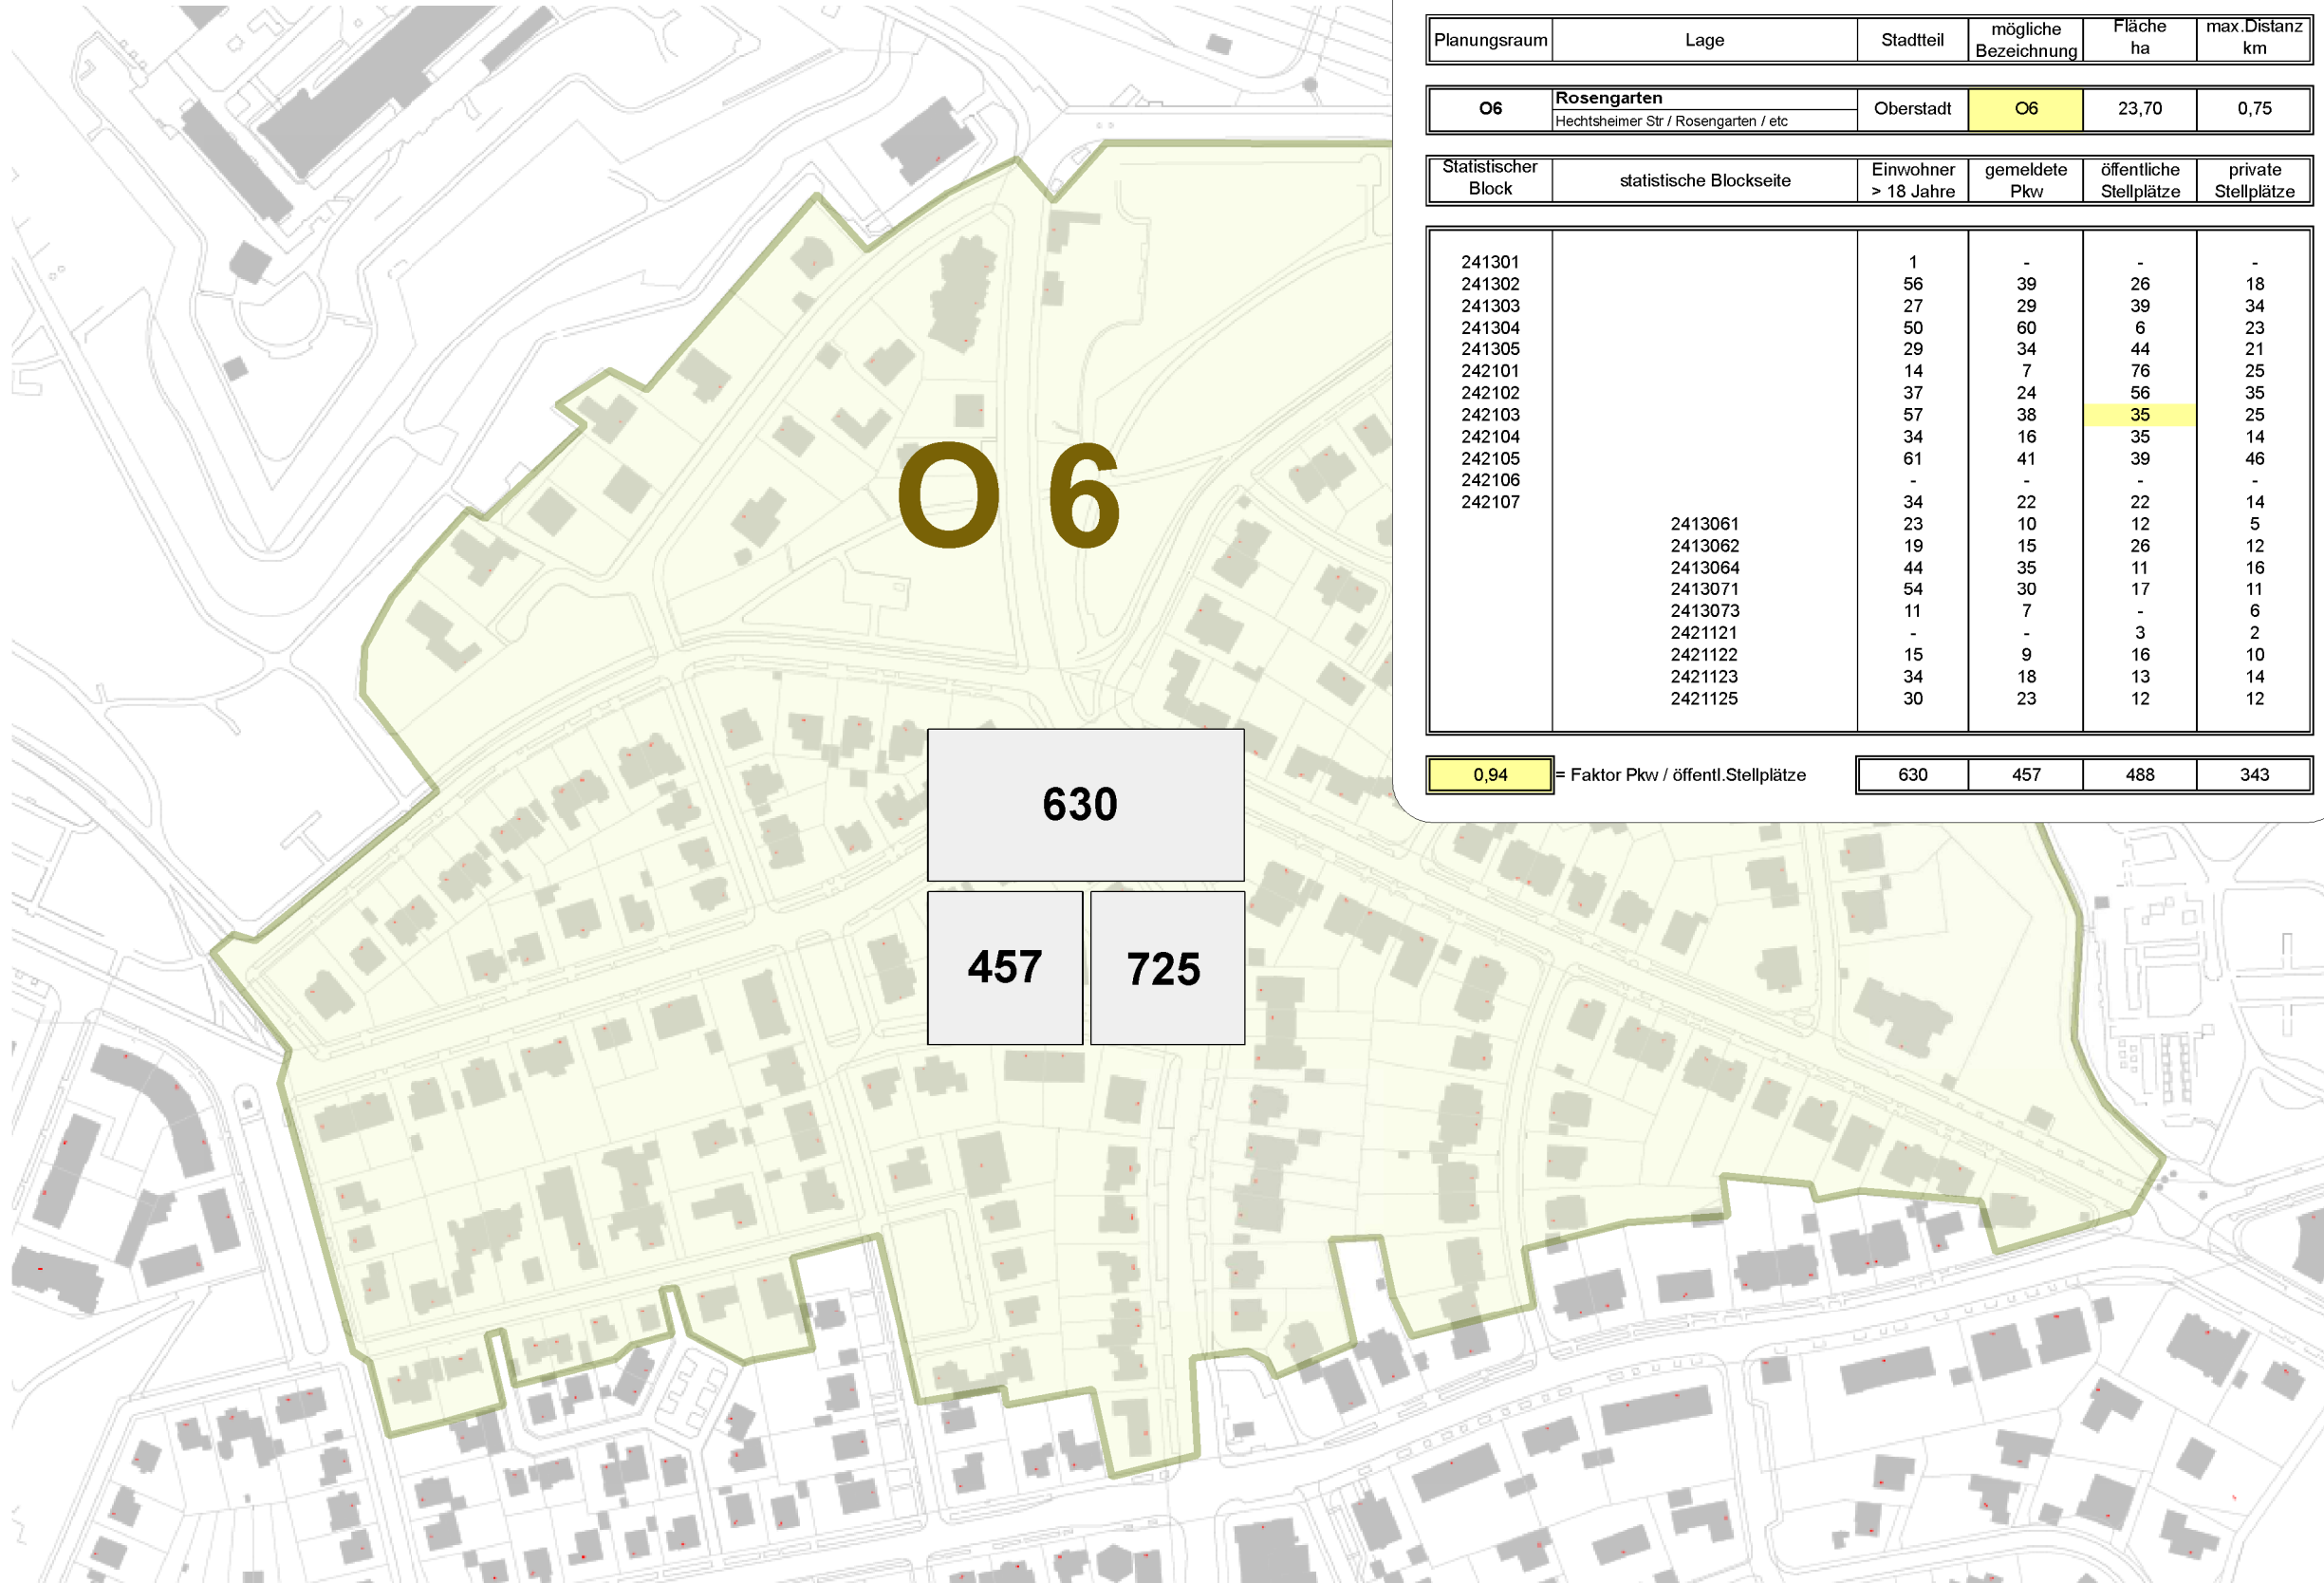 Planungsraum Lage Stadtteil mögliche Bezeichnung Fläche ha max.Distanz km
O6 Rosengarten Oberstadt O6 23,70 0,75
Hechtsheimer Str / Rosengarten / etc
Statistischer Block statistische Blockseite Einwohner > 18 Jahre gemeldete Pkw öffentliche Stellplätze private Stellplätze
241301 1 - - -
241302 56 39 26 18
241303 27 29 39 34
241304 50 60 6 23
241305 29 34 44 21
242101 14 7 76 25
242102 37 24 56 35
242103 57 38 35 25
242104 34 16 35 14
242105 61 41 39 46
242106 - - - -
242107 34 22 22 14
2413061 23 10 12 5
2413062 19 15 26 12
2413064 44 35 11 16
2413071 54 30 17 11
2413073 11 7 - 6
2421121 - - 3 2
2421122 15 9 16 10
2421123 34 18 13 14
2421125 30 23 12 12
0,94 = Faktor Pkw / öffentl.Stellplätze 630 457 488 343
O 6
630
457 725